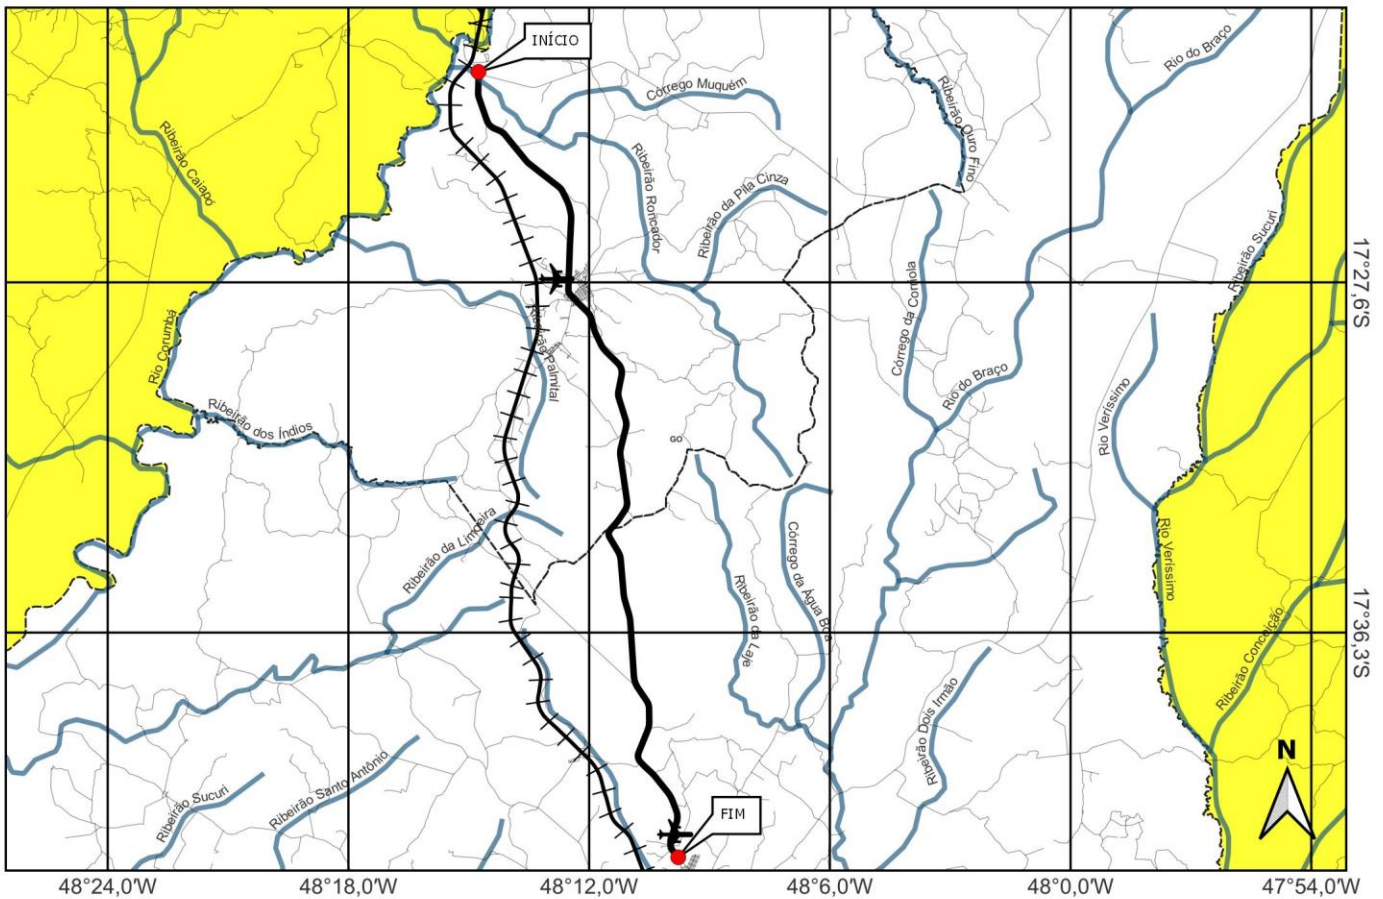 INÍCIO
Rio do Braço
Córrego Muquém
Ribeirão Ouro Fino
Ribeirão Caiapó
Ribeirão Roncador
Ribeirão da Pila Cinza
Ribeirão Sucuri
17°27,6'S
Córrego da Corriola
Rio Corumbá
Ribeirão Palmital
Rio do Braço
Rio Veríssimo
Ribeirão dos Índios
GO
Ribeirão da Limeira
Córrego da Água Boa
Rio Veríssimo
Ribeirão da Laje
17°36,3'S
Ribeirão Conceição
Ribeirão Dois Irmão
N
Ribeirão Sucuri
Ribeirão Santo Antônio
FIM
48°24,0'W
48°18,0'W
48°12,0'W
48°6,0'W
48°0,0'W
47°54,0'W